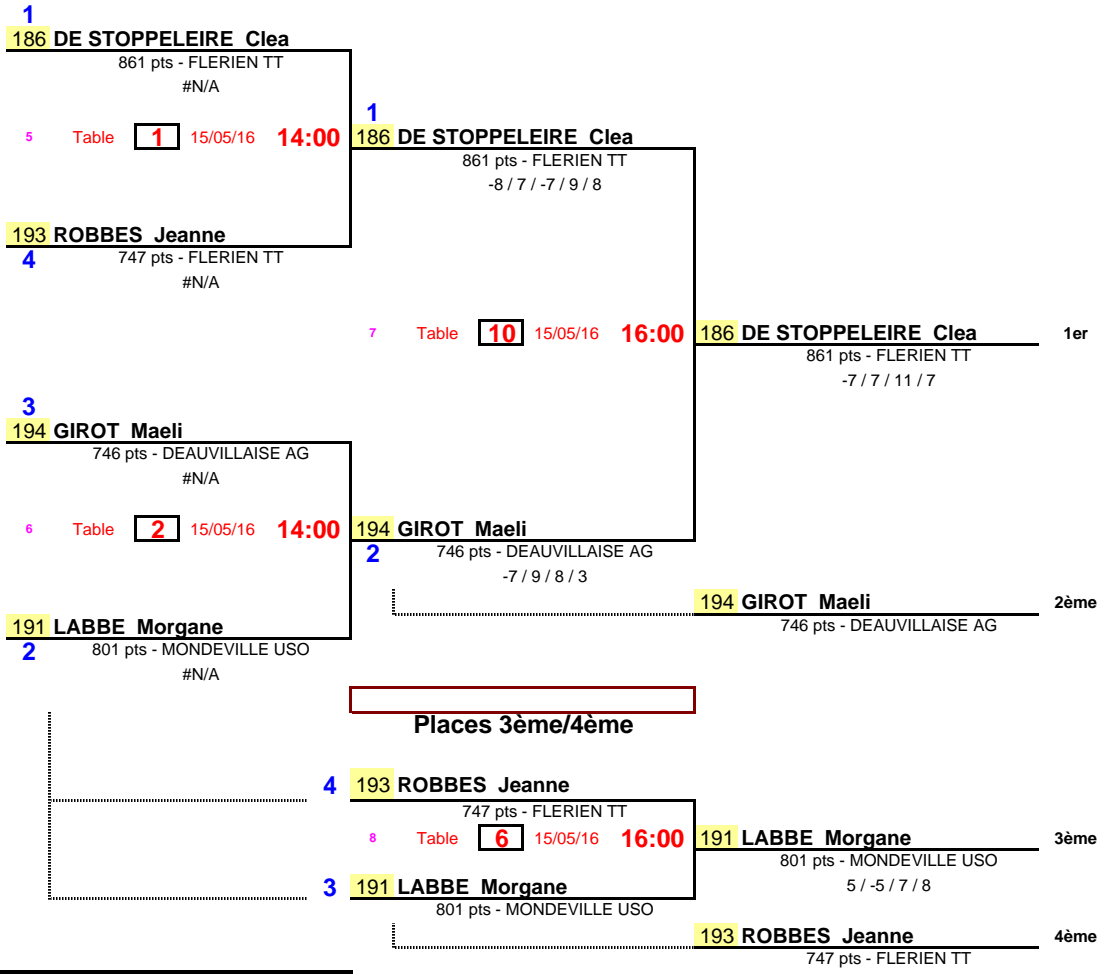 1
186 DE STOPPELEIRE Clea
861 pts - FLERIEN TT
#N/A
5 Table 1 15/05/16 14:00
193 ROBBES Jeanne
4 747 pts - FLERIEN TT
#N/A
1
186 DE STOPPELEIRE Clea
861 pts - FLERIEN TT
-8 / 7 / -7 / 9 / 8
7 Table 10 15/05/16 16:00
186 DE STOPPELEIRE Clea 1er
861 pts - FLERIEN TT
-7 / 7 / 11 / 7
3
194 GIROT Maeli
746 pts - DEAUVILLAISE AG
#N/A
6 Table 2 15/05/16 14:00
191 LABBE Morgane
2 801 pts - MONDEVILLE USO
#N/A
194 GIROT Maeli
2 746 pts - DEAUVILLAISE AG
-7 / 9 / 8 / 3
194 GIROT Maeli 2ème
746 pts - DEAUVILLAISE AG
Places 3ème/4ème
4 193 ROBBES Jeanne
747 pts - FLERIEN TT
8 Table 6 15/05/16 16:00
3 191 LABBE Morgane
801 pts - MONDEVILLE USO
191 LABBE Morgane 3ème
801 pts - MONDEVILLE USO
5 / -5 / 7 / 8
193 ROBBES Jeanne 4ème
747 pts - FLERIEN TT